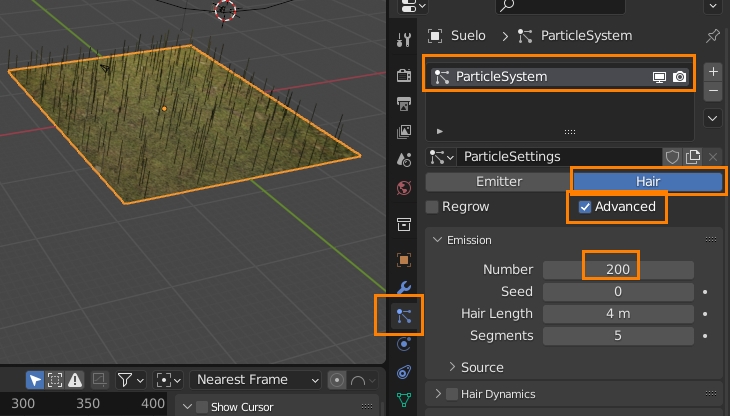 Suelo > ParticleSystem
ParticleSystem
ParticleSettings
Emitter Hair
Regrow Advanced
Emission
Number 200
Seed 0
Hair Length 4 m
Segments 5
Source
Hair Dynamics
Nearest Frame
300 350 400
Show Cursor